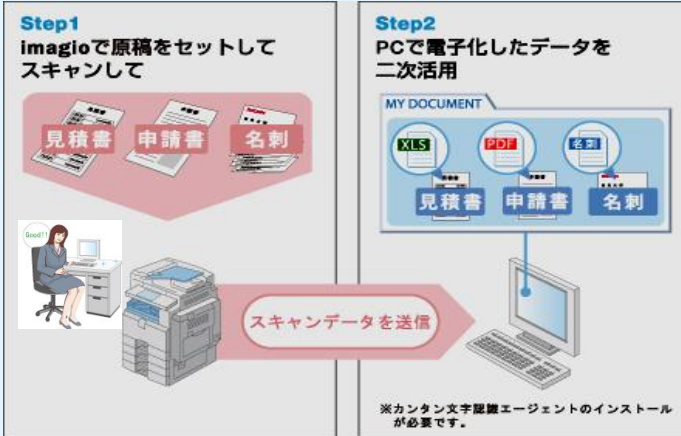 Step1
imagioで原稿をセットして
スキャンして
見積書
申請書
名刺
Good!!
スキャンデータを送信
Step2
PCで電子化したデータを
二次活用
MY DOCUMENT
XLS
PDF
名刺
見積書
申請書
名刺
※カンタン文字認識エージェントのインストール
が必要です。